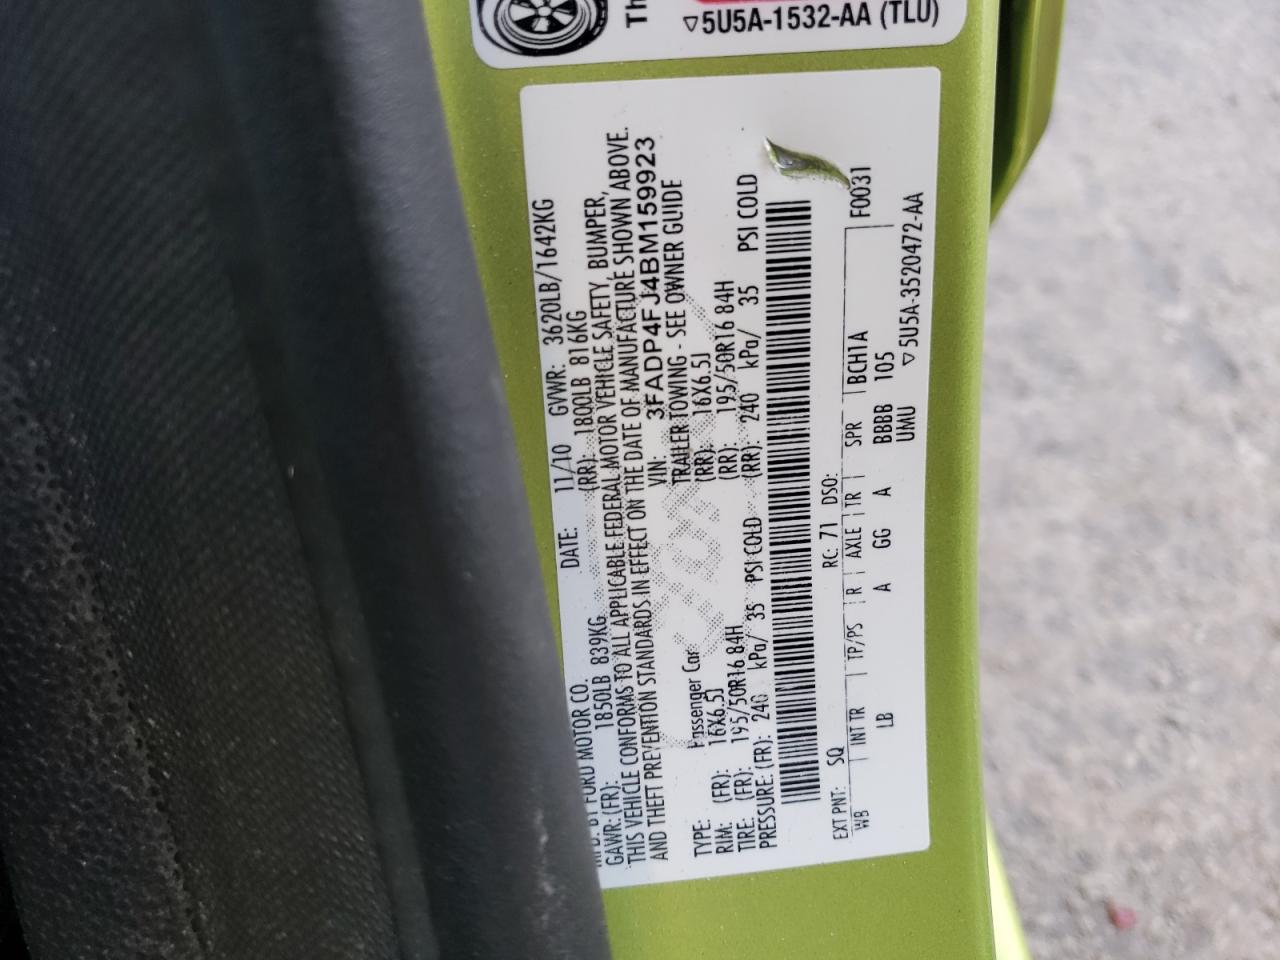 Th
▽5U5A-1532-AA (TLU)
MFD. BY FORD MOTOR CO.
DATE: 11/10 GVWR: 3620LB/1642KG
GAWR: (FR): 1850LB 839KG (RR): 1800LB 816KG
THIS VEHICLE CONFORMS TO ALL APPLICABLE FEDERAL MOTOR VEHICLE SAFETY, BUMPER,
AND THEFT PREVENTION STANDARDS IN EFFECT ON THE DATE OF MANUFACTURE SHOWN ABOVE.
VIN 3FADP4FJ4BM159923
TYPE: Passenger Car TRAILER TOWING - SEE OWNER GUIDE
RIM: (FR): 16X6.5J (RR): 16X6.5J
TIRE: (FR): 195/50R16 84H (RR): 195/50R16 84H
PRESSURE: (FR): 240 kPa/ 35 PSI COLD (RR): 240 kPa/ 35 PSI COLD
EXT PNT: SQ RC: 71 DSO: F0031
WB INT TR TP/PS R AXLE TR SPR BCH1A
LB A GG A BBBB 105
UMU ▽5U5A-3520472-AA